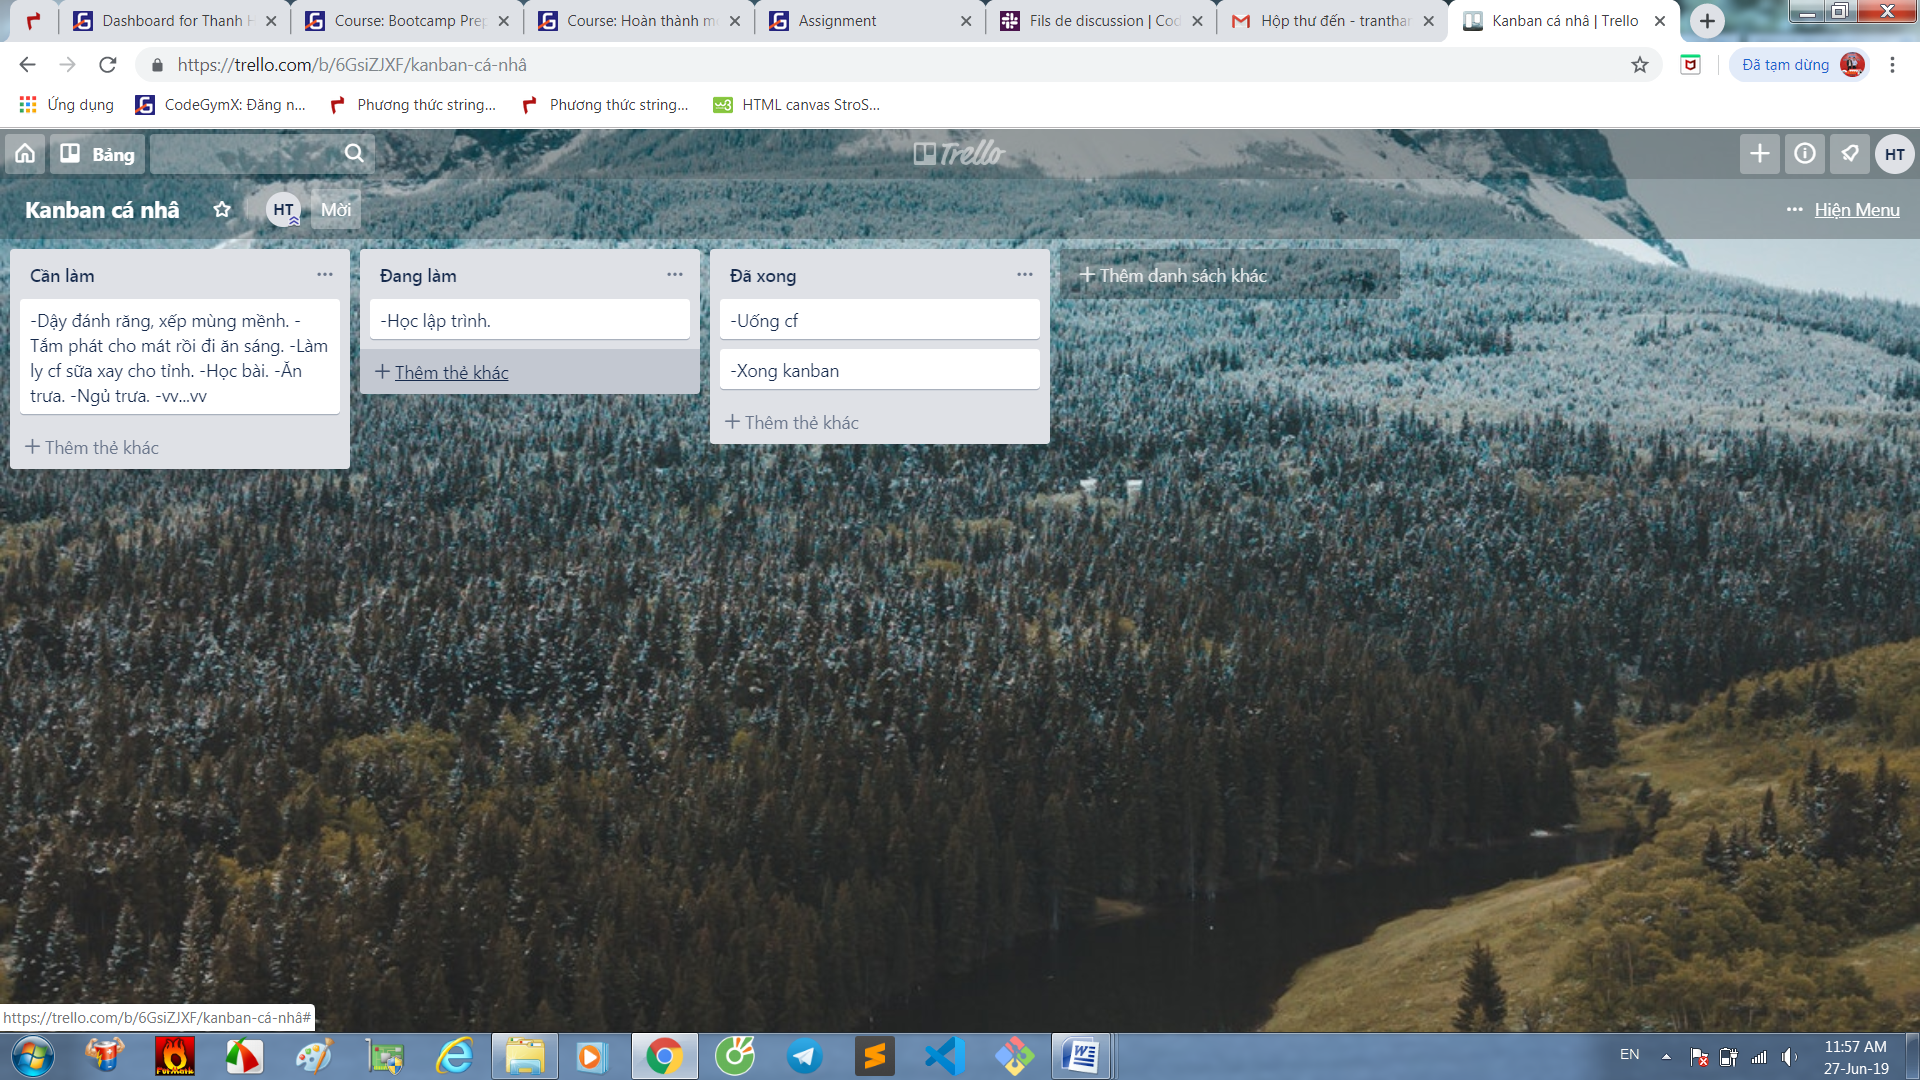 Dashboard for Thanh H
Course: Bootcamp Prep
Course: Hoàn thành mớ
Assignment
Fils de discussion | Cod
Hộp thư đến - tranthan
Kanban cá nhâ | Trello
https://trello.com/b/6GsiZJXF/kanban-cá-nhâ
Đã tạm dừng
Ứng dụng
CodeGymX: Đăng n...
Phương thức string...
Phương thức string...
HTML canvas StroS...
Bảng
Trello
HT
Kanban cá nhâ
HT
Mời
Hiện Menu
Cần làm
-Dậy đánh răng, xếp mùng mềnh. -
Tắm phát cho mát rồi đi ăn sáng. -Làm
ly cf sữa xay cho tỉnh. -Học bài. -Ăn
trưa. -Ngủ trưa. -vv...vv
Thêm thẻ khác
Đang làm
-Học lập trình.
Thêm thẻ khác
Đã xong
-Uống cf
-Xong kanban
Thêm thẻ khác
Thêm danh sách khác
https://trello.com/b/6GsiZJXF/kanban-cá-nhâ#
EN
11:57 AM
27-Jun-19